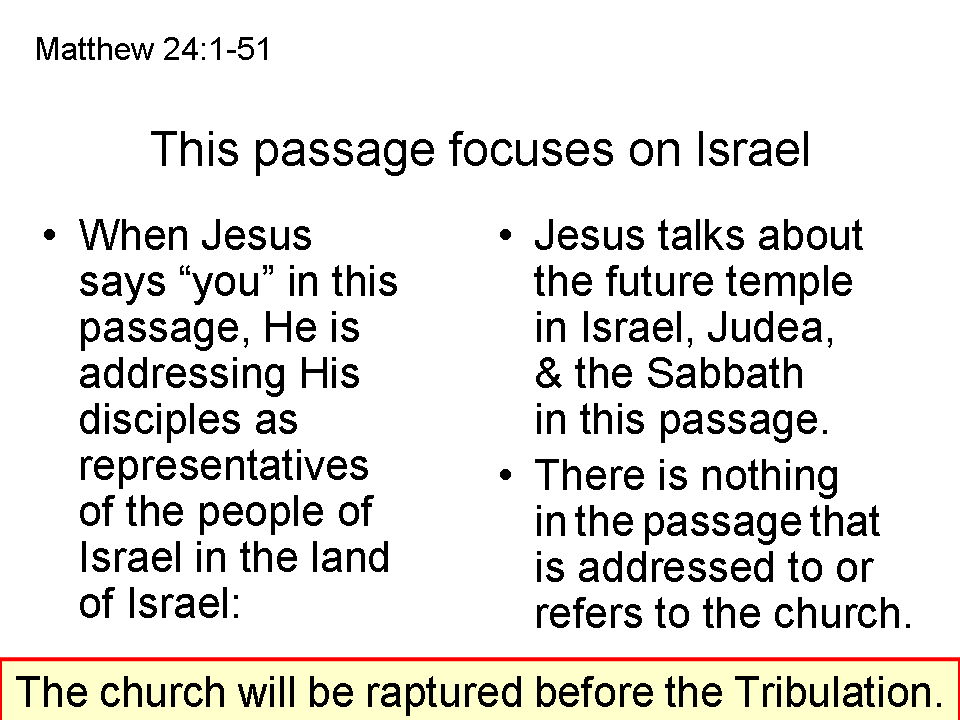 Matthew 24:1-51
This passage focuses on Israel
• When Jesus
says “you” in this
passage, He is
addressing His
disciples as
representatives
of the people of
Israel in the land
of Israel:
• Jesus talks about
the future temple
in Israel, Judea,
& the Sabbath
in this passage.
• There is nothing
in the passage that
is addressed to or
refers to the church.
The church will be raptured before the Tribulation.